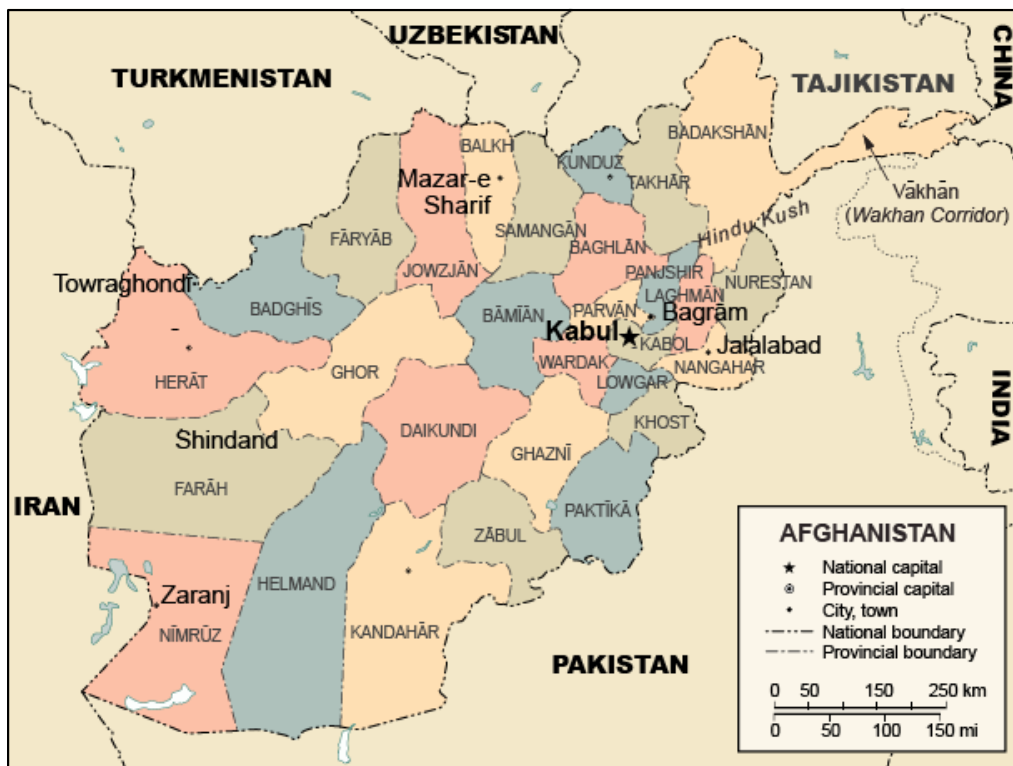 UZBEKISTAN
CHINA
TURKMENISTAN
TAJIKISTAN
BADAKSHĀN
BALKH
KUNDUZ
Mazar-e
Sharif
TAKHĀR
Vākhān
(Wakhan Corridor)
Hindu Kush
FĀRYĀB
SAMANGĀN
BAGHLĀN
JOWZJĀN
PANJSHIR
NURESTAN
Towraghondī
LAGHMĀN
BADGHĪS
BĀMĪĀN
PARVĀN
Bagrām
Kabul
KABOL
Jalalabad
WARDAK
NANGAHAR
HERĀT
GHOR
LOWGAR
INDIA
KHOST
Shindand
DAIKUNDI
GHAZNĪ
FARĀH
IRAN
PAKTĪKĀ
ZĀBUL
HELMAND
Zaranj
NĪMRŪZ
KANDAHĀR
PAKISTAN
AFGHANISTAN
National capital
Provincial capital
City, town
National boundary
Provincial boundary
0 50 150 250 km
0 50 100 150 mi